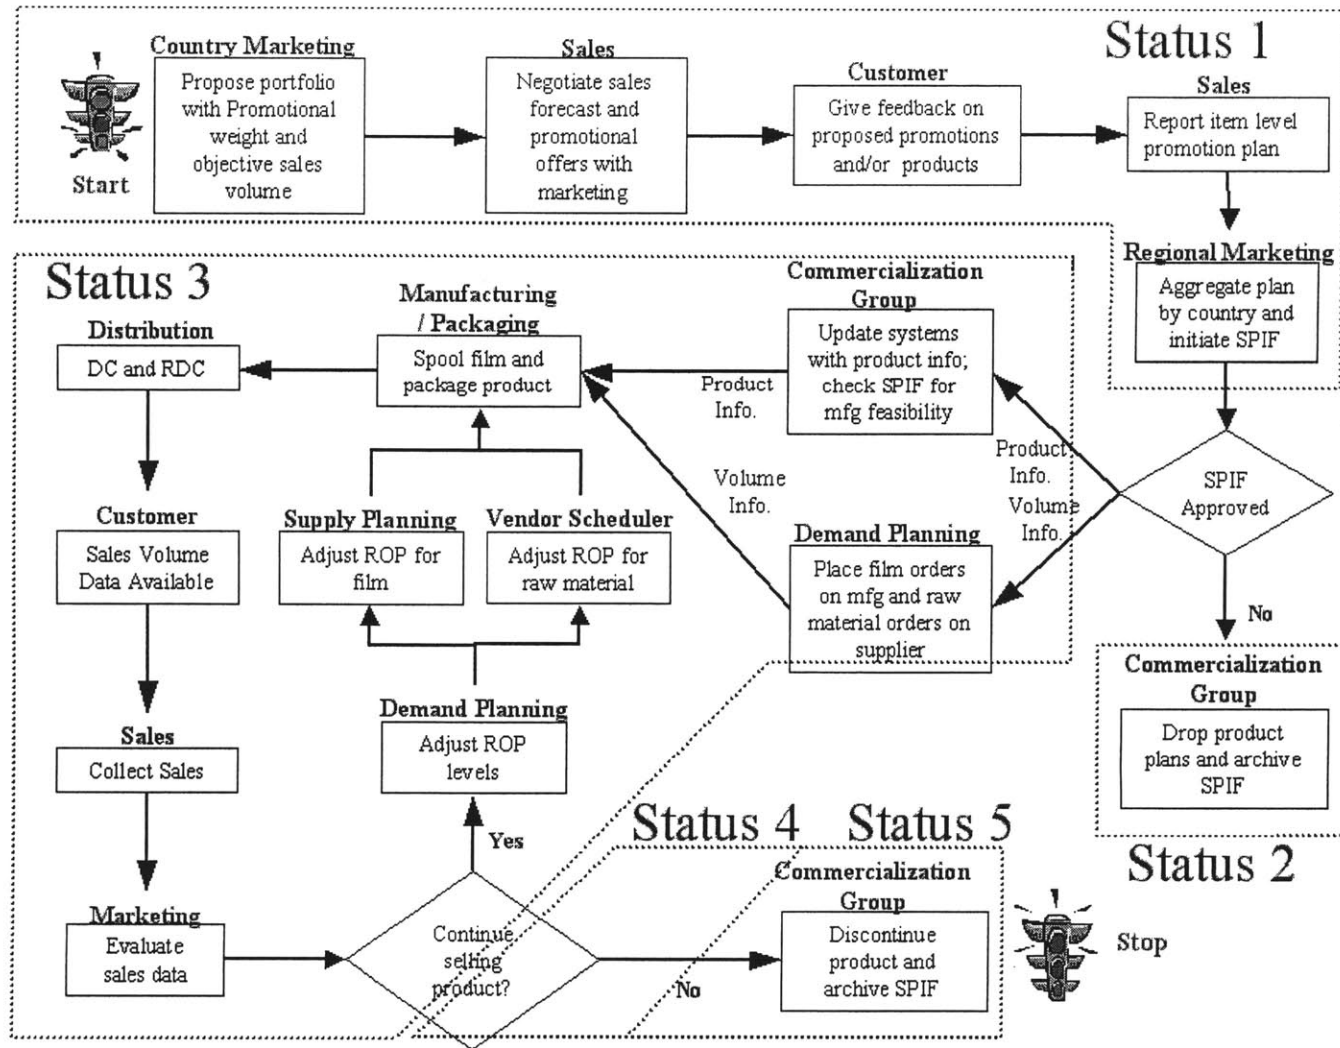 Status 1
Country Marketing
Propose portfolio
with Promotional
weight and
objective sales
volume
Start
Sales
Negotiate sales
forecast and
promotional
offers with
marketing
Customer
Give feedback on
proposed promotions
and/or products
Sales
Report item level
promotion plan
Regional Marketing
Aggregate plan
by country and
initiate SPIF
SPIF
Approved
No
Commercialization
Group
Drop product
plans and archive
SPIF
Status 2
Product
Info.
Volume
Info.
Commercialization
Group
Update systems
with product info;
check SPIF for
mfg feasibility
Demand Planning
Place film orders
on mfg and raw
material orders on
supplier
Product
Info.
Volume
Info.
Status 3
Manufacturing
/ Packaging
Spool film and
package product
Distribution
DC and RDC
Customer
Sales Volume
Data Available
Sales
Collect Sales
Marketing
Evaluate
sales data
Continue
selling
product?
Yes
Demand Planning
Adjust ROP
levels
Supply Planning
Adjust ROP for
film
Vendor Scheduler
Adjust ROP for
raw material
No
Status 4
Status 5
Commercialization
Group
Discontinue
product and
archive SPIF
Stop